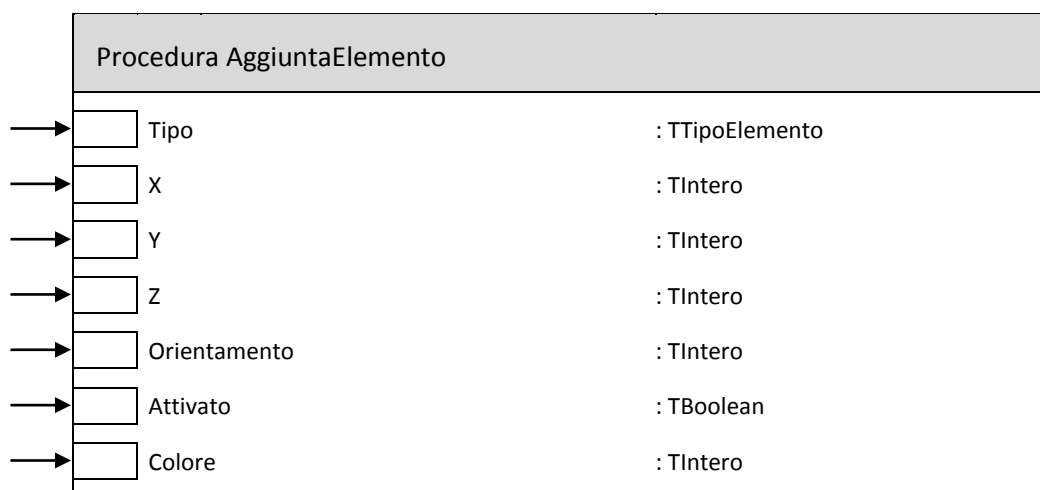 Procedura AggiuntaElemento
Tipo : TTipoElemento
X : TIntero
Y : TIntero
Z : TIntero
Orientamento : TIntero
Attivato : TBoolean
Colore : TIntero